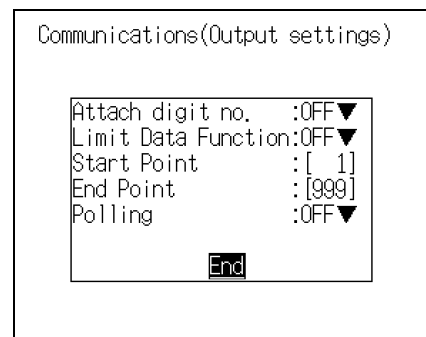 Communications(Output settings)
Attach digit no. :OFF▼
Limit Data Function:OFF▼
Start Point :[ 1]
End Point :[999]
Polling :OFF▼
End